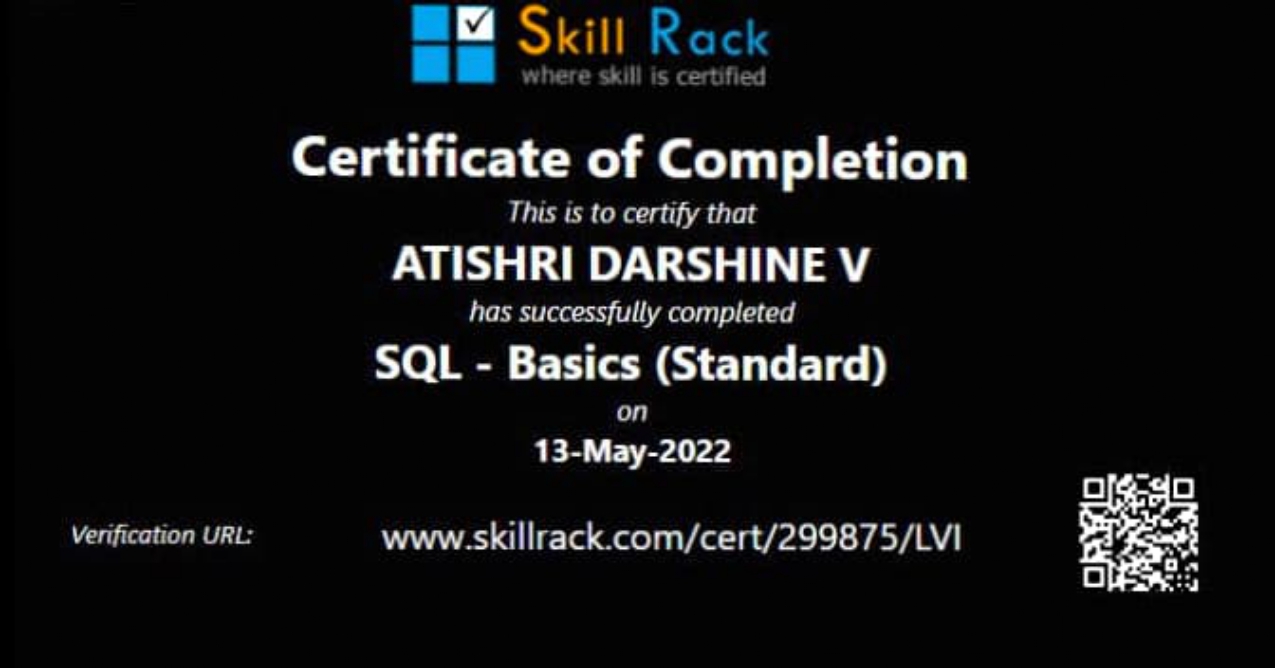 Skill Rack
where skill is certified
Certificate of Completion
This is to certify that
ATISHRI DARSHINE V
has successfully completed
SQL - Basics (Standard)
on
13-May-2022
Verification URL: www.skillrack.com/cert/299875/LVI